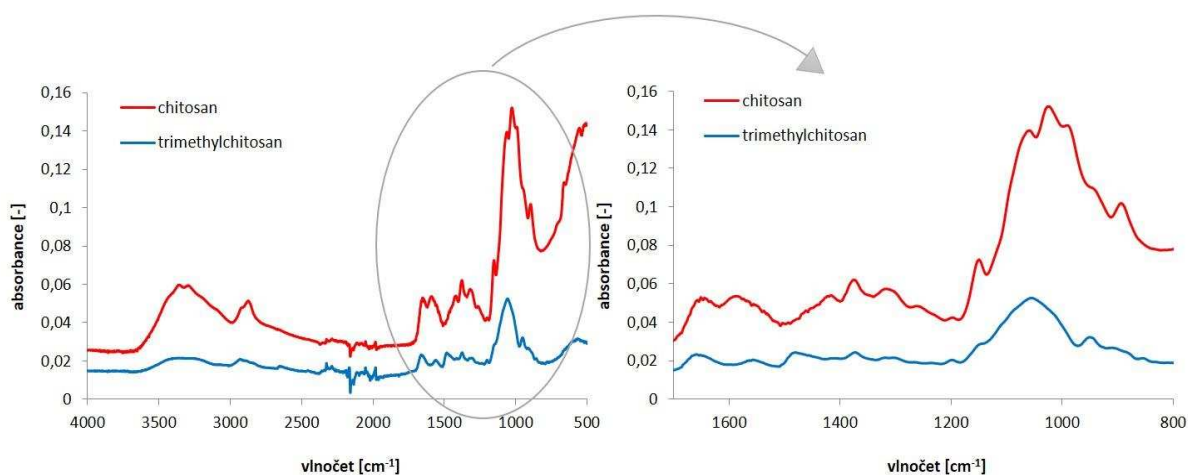 0,16
0,14
0,12
0,1
0,08
0,06
0,04
0,02
0
absorbance [-]
chitosan
trimethylchitosan
4000 3500 3000 2500 2000 1500 1000 500
vlnočet [cm⁻¹]
0,16
0,14
0,12
0,1
0,08
0,06
0,04
0,02
0
absorbance [-]
chitosan
trimethylchitosan
1600 1400 1200 1000 800
vlnočet [cm⁻¹]